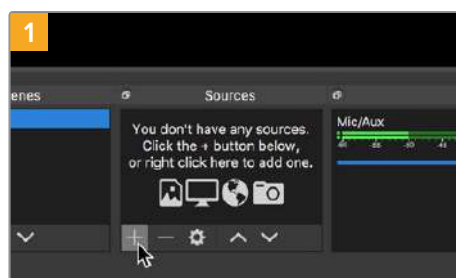 1
enes
Sources
You don't have any sources.
Click the + button below,
or right click here to add one.
Mic/Aux